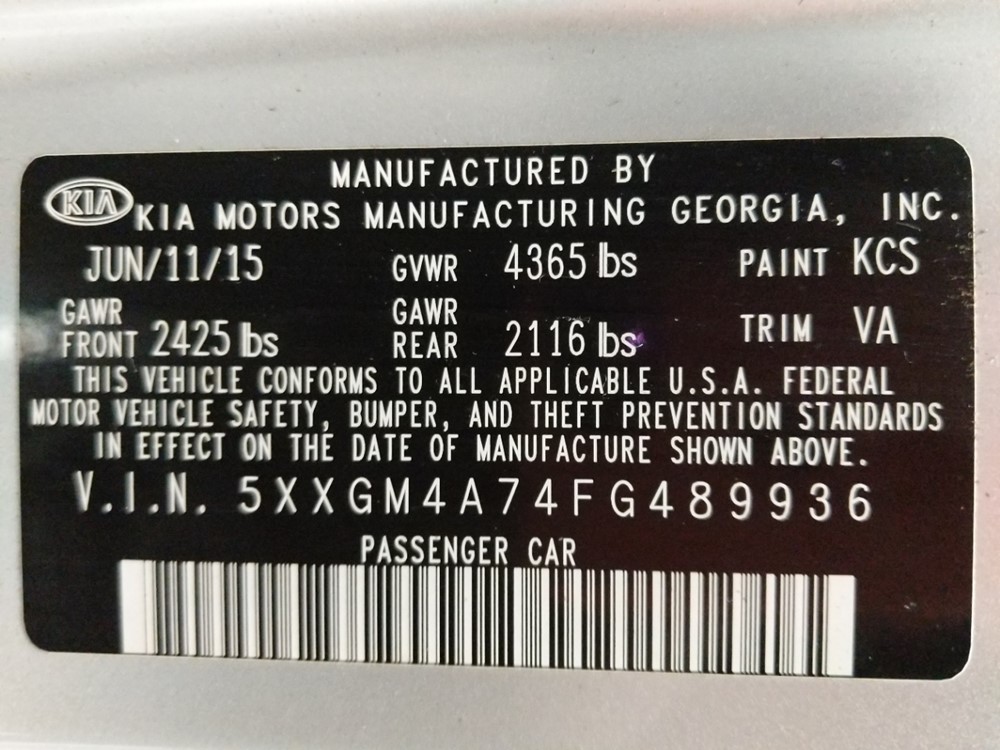 MANUFACTURED BY
KIA KIA MOTORS MANUFACTURING GEORGIA, INC.
JUN/11/15 GVWR 4365 lbs PAINT KCS
GAWR FRONT 2425 lbs GAWR REAR 2116 lbs TRIM VA
THIS VEHICLE CONFORMS TO ALL APPLICABLE U.S.A. FEDERAL
MOTOR VEHICLE SAFETY, BUMPER, AND THEFT PREVENTION STANDARDS
IN EFFECT ON THE DATE OF MANUFACTURE SHOWN ABOVE.
V.I.N. 5XXGM4A74FG489936
PASSENGER CAR